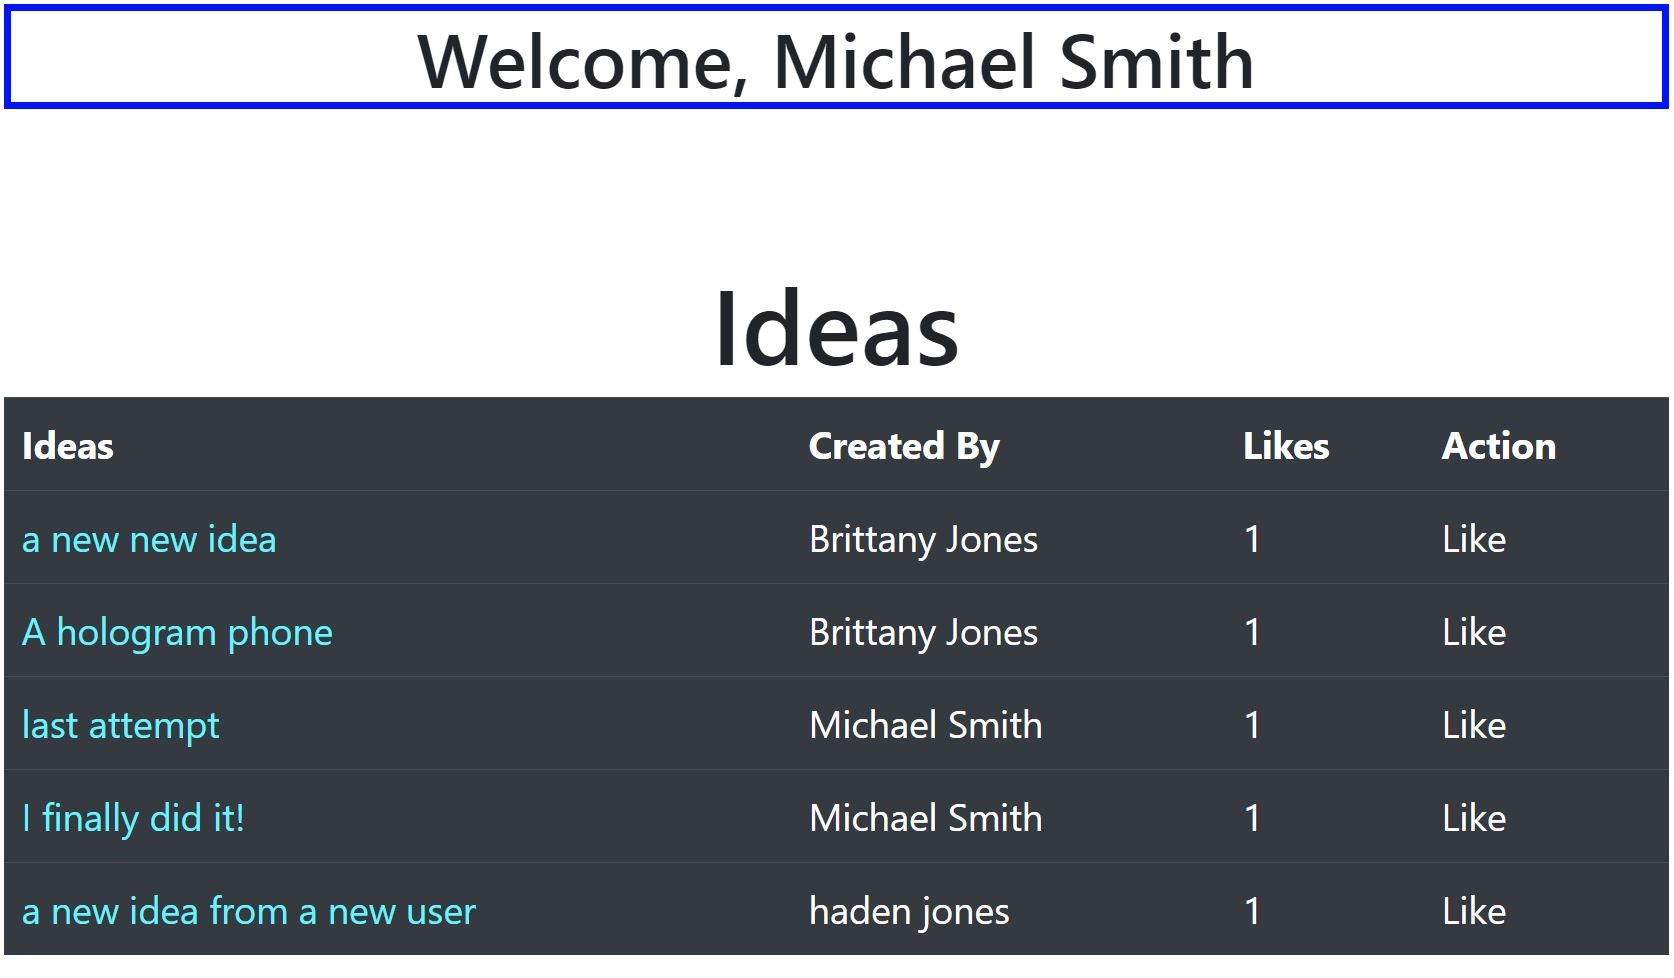 Welcome, Michael Smith
Ideas
Ideas Created By Likes Action
a new new idea Brittany Jones 1 Like
A hologram phone Brittany Jones 1 Like
last attempt Michael Smith 1 Like
I finally did it! Michael Smith 1 Like
a new idea from a new user haden jones 1 Like